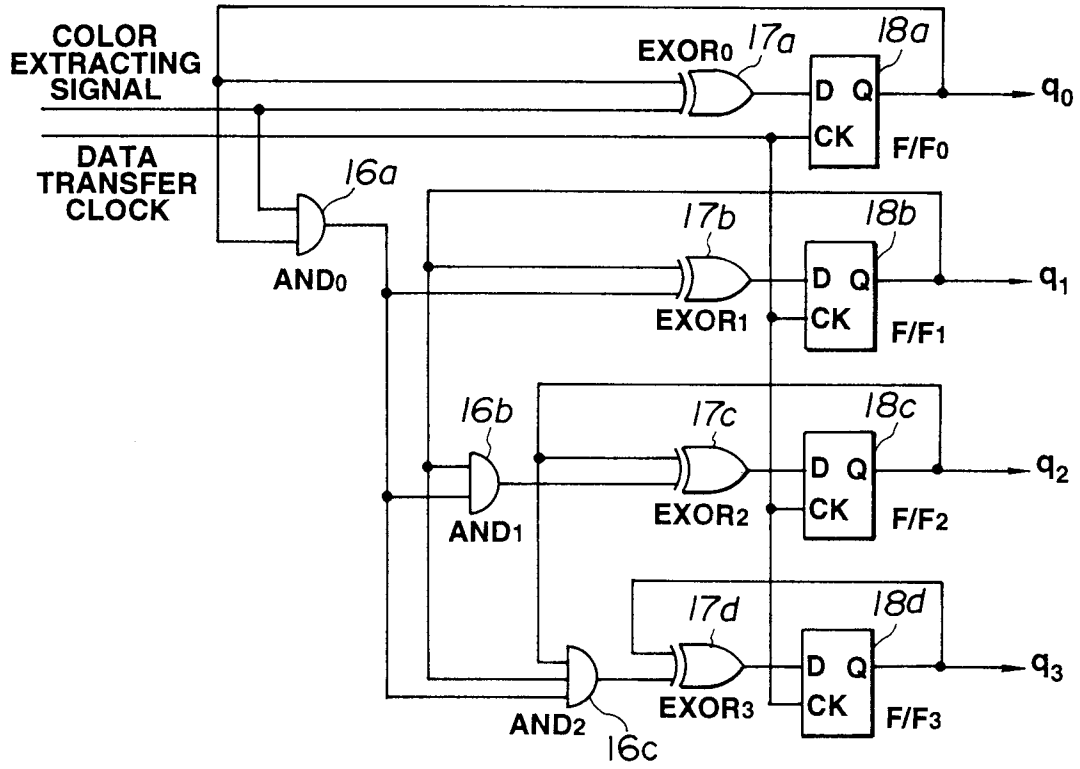 COLOR
EXTRACTING
SIGNAL
EXOR0
17a
18a
D Q
CK
q0
F/F0
DATA
TRANSFER
CLOCK
16a
AND0
17b
18b
EXOR1
D Q
CK
q1
F/F1
16b
AND1
17c
18c
EXOR2
D Q
CK
q2
F/F2
17d
18d
AND2
16c
EXOR3
D Q
CK
q3
F/F3